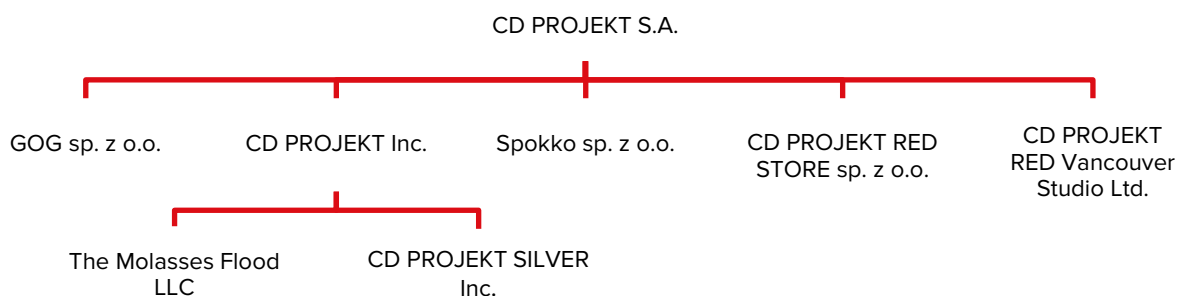 CD PROJEKT S.A.
GOG sp. z o.o.
CD PROJEKT Inc.
Spokko sp. z o.o.
CD PROJEKT RED
STORE sp. z o.o.
CD PROJEKT
RED Vancouver
Studio Ltd.
The Molasses Flood
LLC
CD PROJEKT SILVER
Inc.